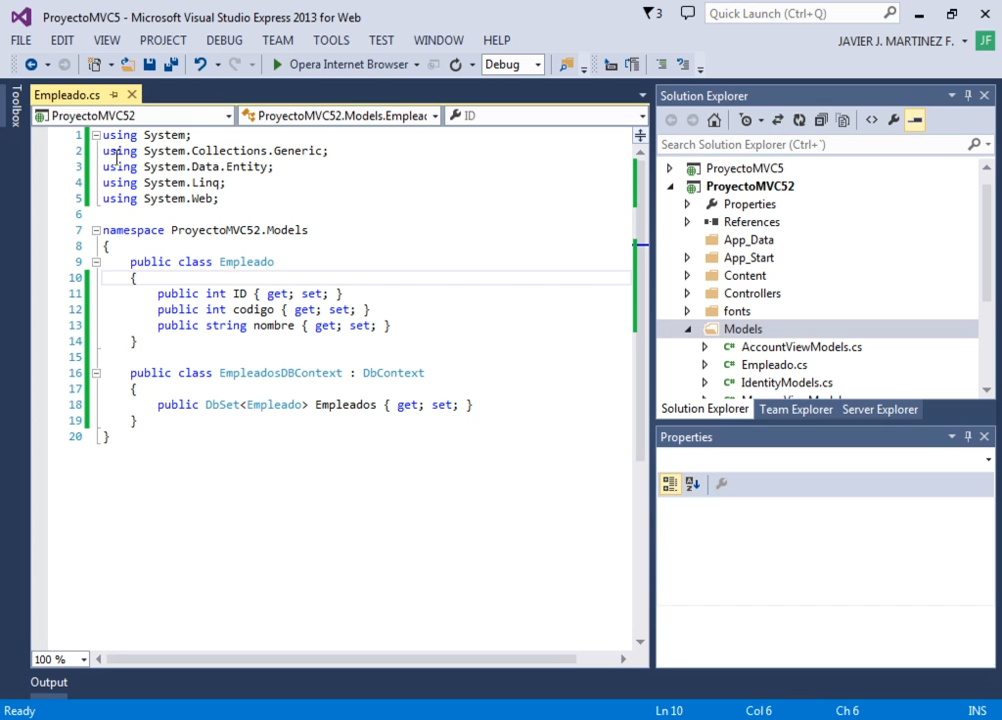 ProyectoMVC5 - Microsoft Visual Studio Express 2013 for Web
3
Quick Launch (Ctrl+Q)
FILE EDIT VIEW PROJECT DEBUG TEAM TOOLS TEST WINDOW HELP
JAVIER J. MARTINEZ F.
JF
Opera Internet Browser
Debug
Toolbox
Empleado.cs
ProyectoMVC52
ProyectoMVC52.Models.Emplead
ID
1 using System;
2 using System.Collections.Generic;
3 using System.Data.Entity;
4 using System.Linq;
5 using System.Web;
6
7 namespace ProyectoMVC52.Models
8 {
9 public class Empleado
10 {
11 public int ID { get; set; }
12 public int codigo { get; set; }
13 public string nombre { get; set; }
14 }
15
16 public class EmpleadosDBContext : DbContext
17 {
18 public DbSet<Empleado> Empleados { get; set; }
19 }
20 }
100 %
Solution Explorer
Search Solution Explorer (Ctrl+¨)
ProyectoMVC5
ProyectoMVC52
Properties
References
App_Data
App_Start
Content
Controllers
fonts
Models
C# AccountViewModels.cs
C# Empleado.cs
C# IdentityModels.cs
Solution Explorer Team Explorer Server Explorer
Properties
Output
Ready
Ln 10 Col 6 Ch 6 INS